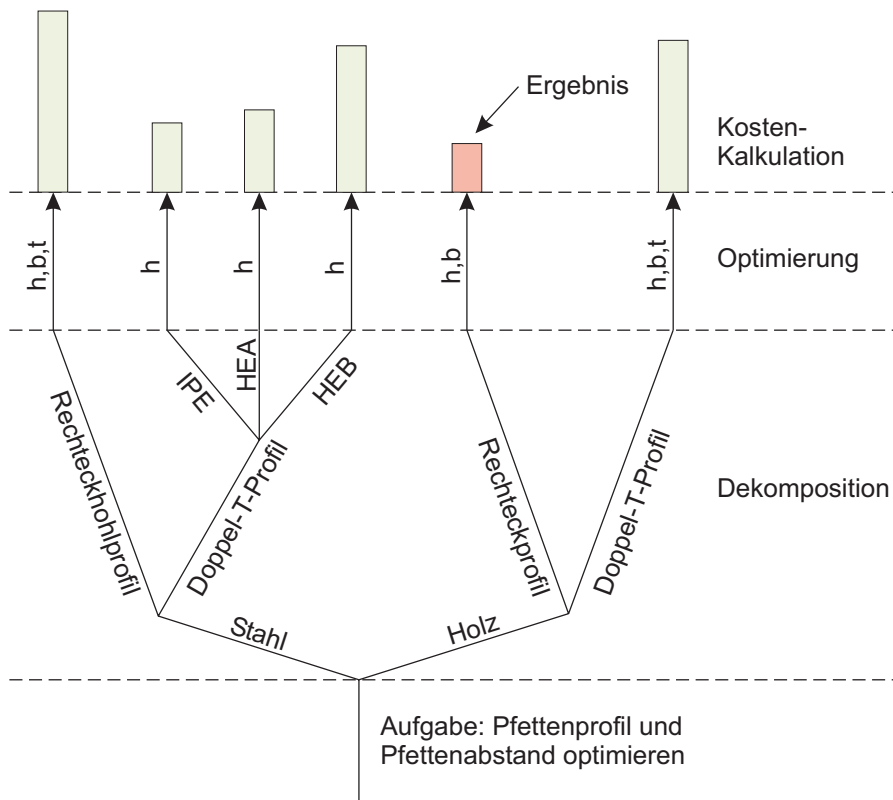 Ergebnis
Kosten-
Kalkulation
h,b,t
h
h
h
h,b
h,b,t
Optimierung
IPE
HEA
HEB
Rechteckhohlprofil
Doppel-T-Profil
Rechteckprofil
Doppel-T-Profil
Dekomposition
Stahl
Holz
Aufgabe: Pfettenprofil und
Pfettenabstand optimieren